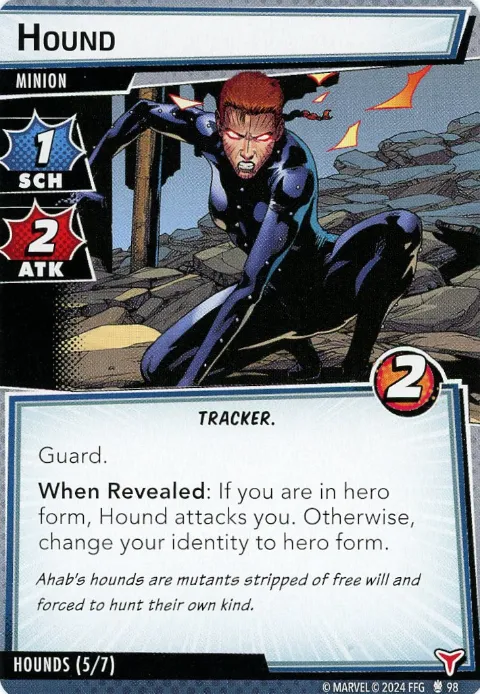 HOUND
MINION
1
SCH
2
ATK
2
TRACKER.
Guard.
When Revealed: If you are in hero
form, Hound attacks you. Otherwise,
change your identity to hero form.
Ahab's hounds are mutants stripped of free will and
forced to hunt their own kind.
HOUNDS (5/7)
© MARVEL © 2024 FFG 98